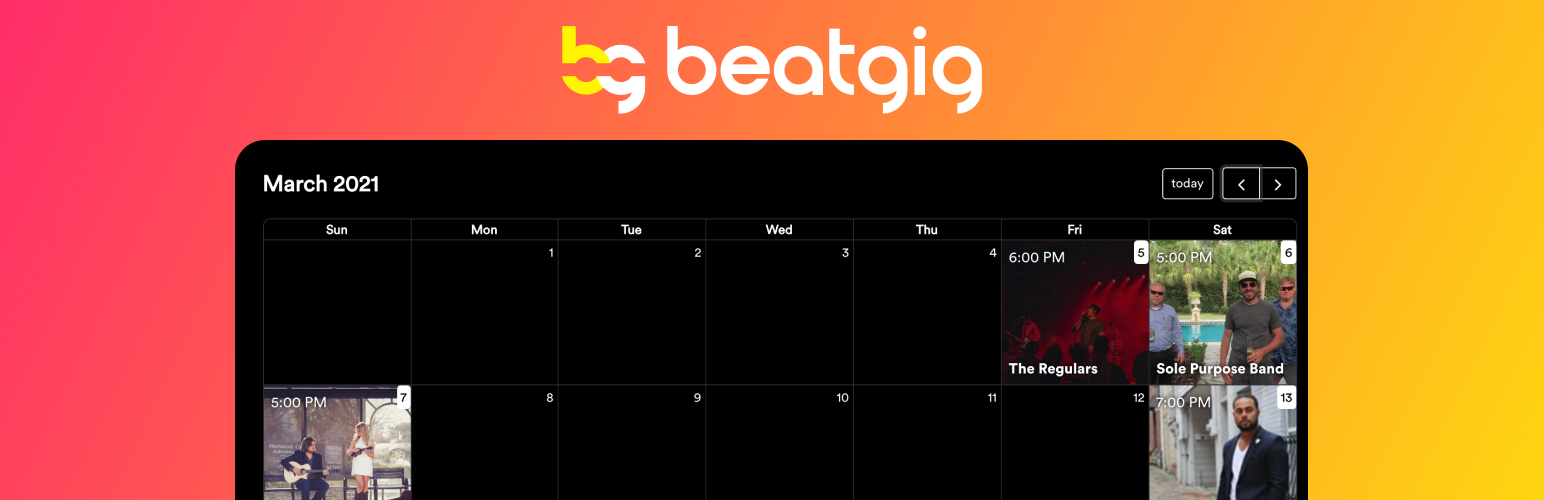 bg beatgig
March 2021
today
Sun Mon Tue Wed Thu Fri Sat
1 2 3 4 6:00 PM 5 5:00 PM 6
The Regulars Sole Purpose Band
5:00 PM 7 8 9 10 11 12 7:00 PM 13